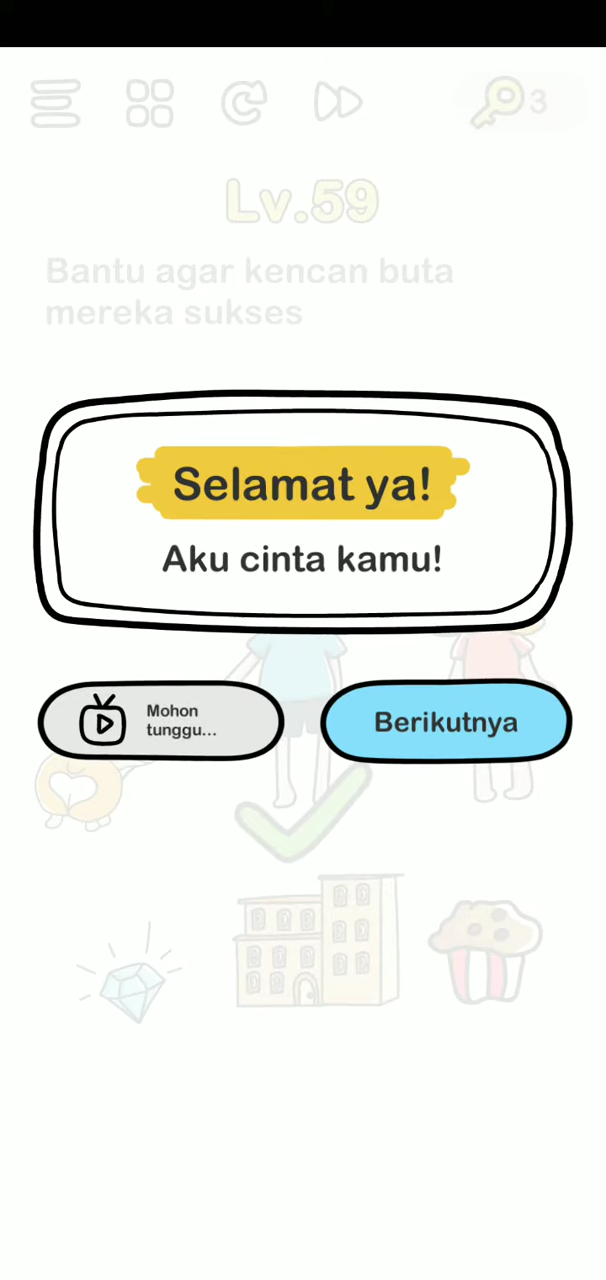 3
Lv.59
Bantu agar kencan buta
mereka sukses
Selamat ya!
Aku cinta kamu!
Mohon
tunggu...
Berikutnya